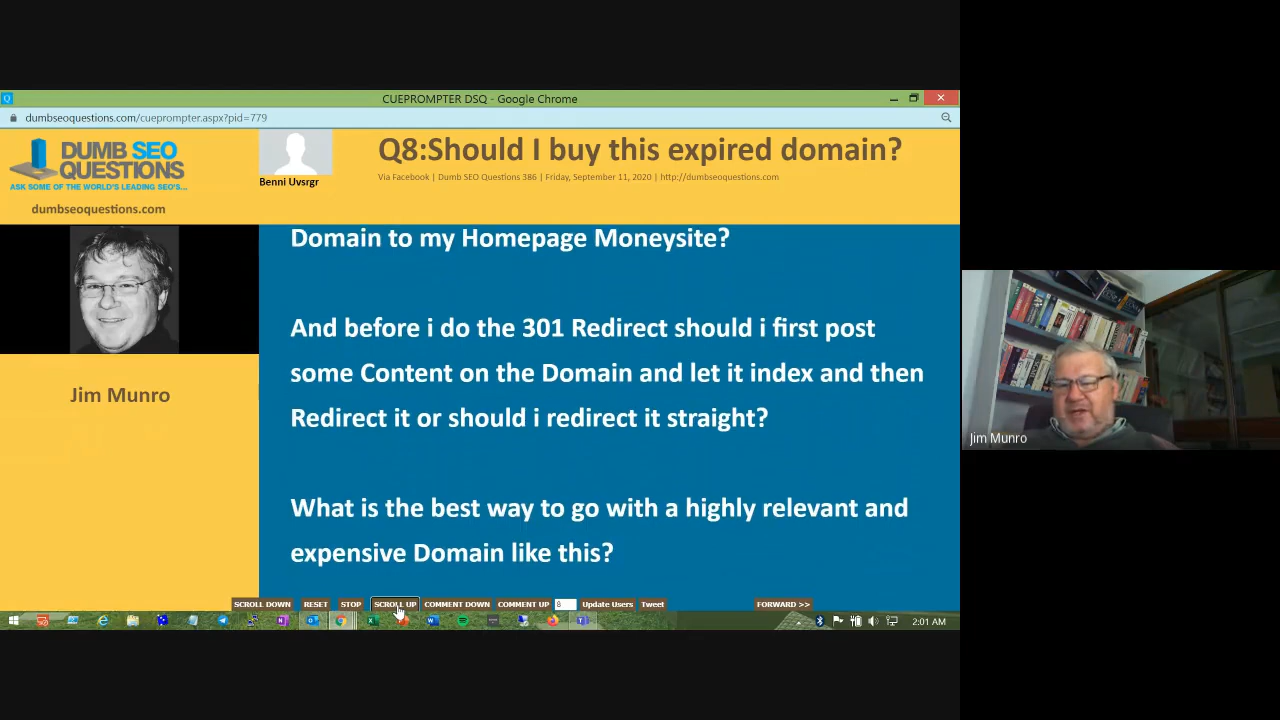 CUEPROMPTER DSQ - Google Chrome
dumbseoquestions.com/cueprompter.aspx?pid=779
DUMB SEO
QUESTIONS
ASK SOME OF THE WORLD'S LEADING SEO'S...
dumbseoquestions.com
Benni Uvsrgr
Q8:Should I buy this expired domain?
Via Facebook | Dumb SEO Questions 386 | Friday, September 11, 2020 | http://dumbseoquestions.com
Jim Munro
Domain to my Homepage Moneysite?
And before i do the 301 Redirect should i first post
some Content on the Domain and let it index and then
Redirect it or should i redirect it straight?
What is the best way to go with a highly relevant and
expensive Domain like this?
Jim Munro
SCROLL DOWN RESET STOP SCROLL UP COMMENT DOWN COMMENT UP 8 Update Users Tweet FORWARD >>
2:01 AM